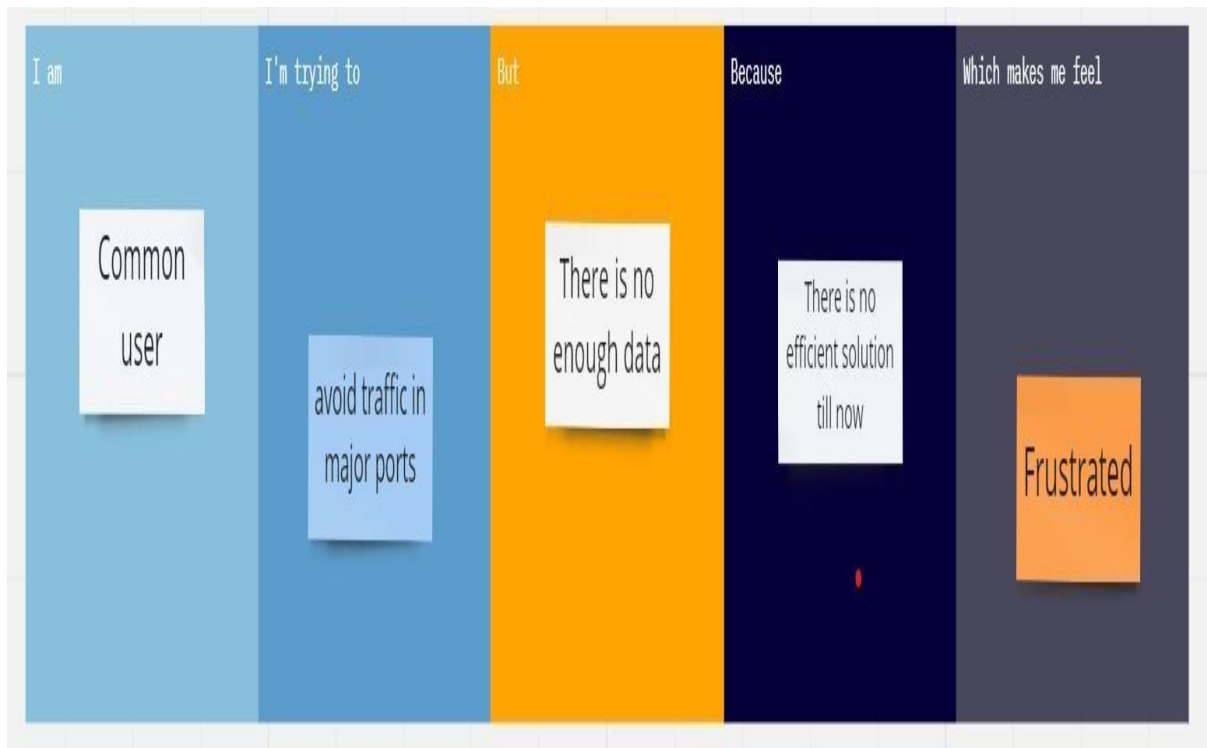 I am
Common
user
I'm trying to
avoid traffic in
major ports
But
There is no
enough data
Because
There is no
efficient solution
till now
Which makes me feel
Frustrated